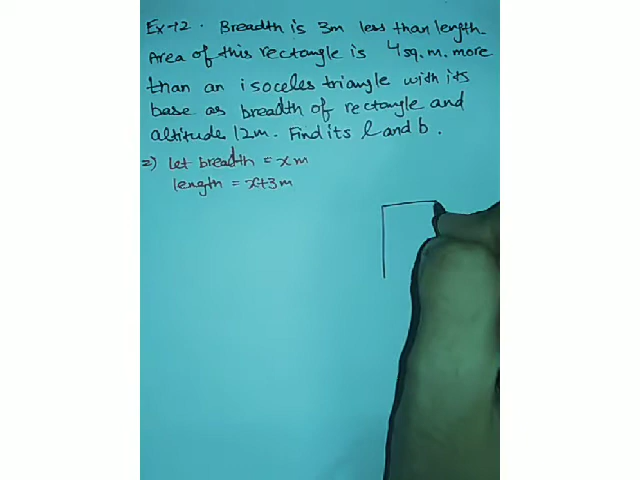 Ex-12. Breadth is 3m less than length.
Area of this rectangle is 4 sq.m. more
than an isoceles triangle with its
base as breadth of rectangle and
altitude 12m. Find its l and b.
=) let breadth = x m
length = x+3 m